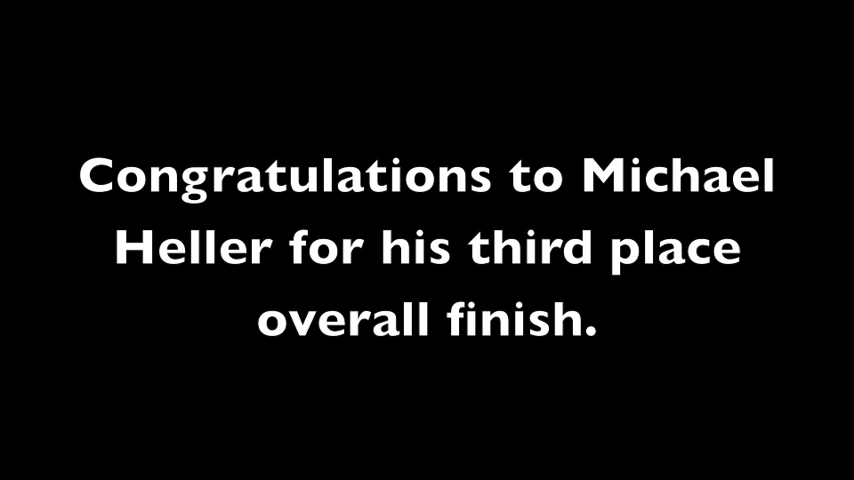 Congratulations to Michael
Heller for his third place
overall finish.